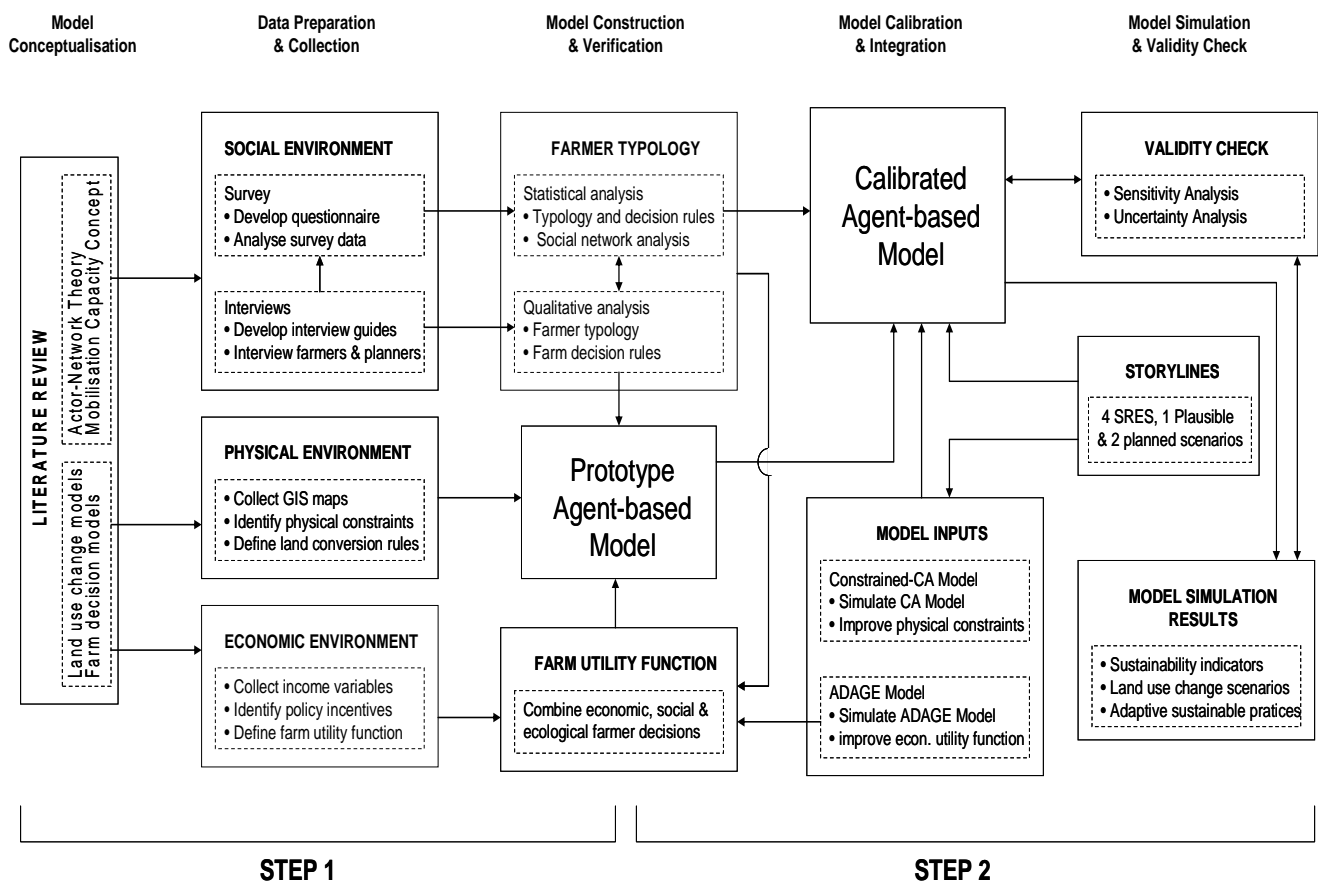 Model
Conceptualisation
Data Preparation
& Collection
Model Construction
& Verification
Model Calibration
& Integration
Model Simulation
& Validity Check
LITERATURE REVIEW
Actor-Network Theory
Mobilisation Capacity Concept
Land use change models
Farm decision models
SOCIAL ENVIRONMENT
Survey
• Develop questionnaire
• Analyse survey data
Interviews
• Develop interview guides
• Interview farmers & planners
PHYSICAL ENVIRONMENT
• Collect GIS maps
• Identify physical constraints
• Define land conversion rules
ECONOMIC ENVIRONMENT
• Collect income variables
• Identify policy incentives
• Define farm utility function
FARMER TYPOLOGY
Statistical analysis
• Typology and decision rules
• Social network analysis
Qualitative analysis
• Farmer typology
• Farm decision rules
Prototype
Agent-based
Model
FARM UTILITY FUNCTION
Combine economic, social &
ecological farmer decisions
Calibrated
Agent-based
Model
MODEL INPUTS
Constrained-CA Model
• Simulate CA Model
• Improve physical constraints
ADAGE Model
• Simulate ADAGE Model
• improve econ. utility function
VALIDITY CHECK
• Sensitivity Analysis
• Uncertainty Analysis
STORYLINES
4 SRES, 1 Plausible
& 2 planned scenarios
MODEL SIMULATION
RESULTS
• Sustainability indicators
• Land use change scenarios
• Adaptive sustainable pratices
STEP 1
STEP 2